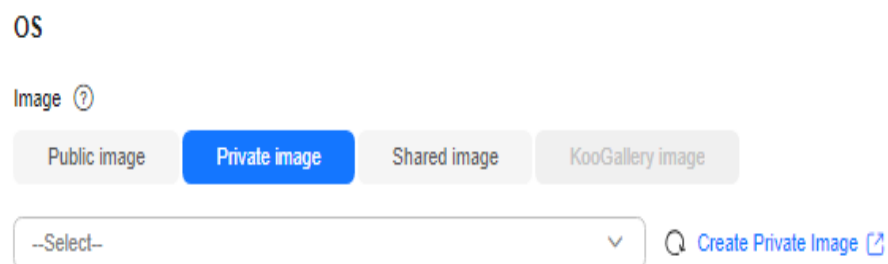 OS
Image ?
Public image Private image Shared image KooGallery image
--Select-- Create Private Image